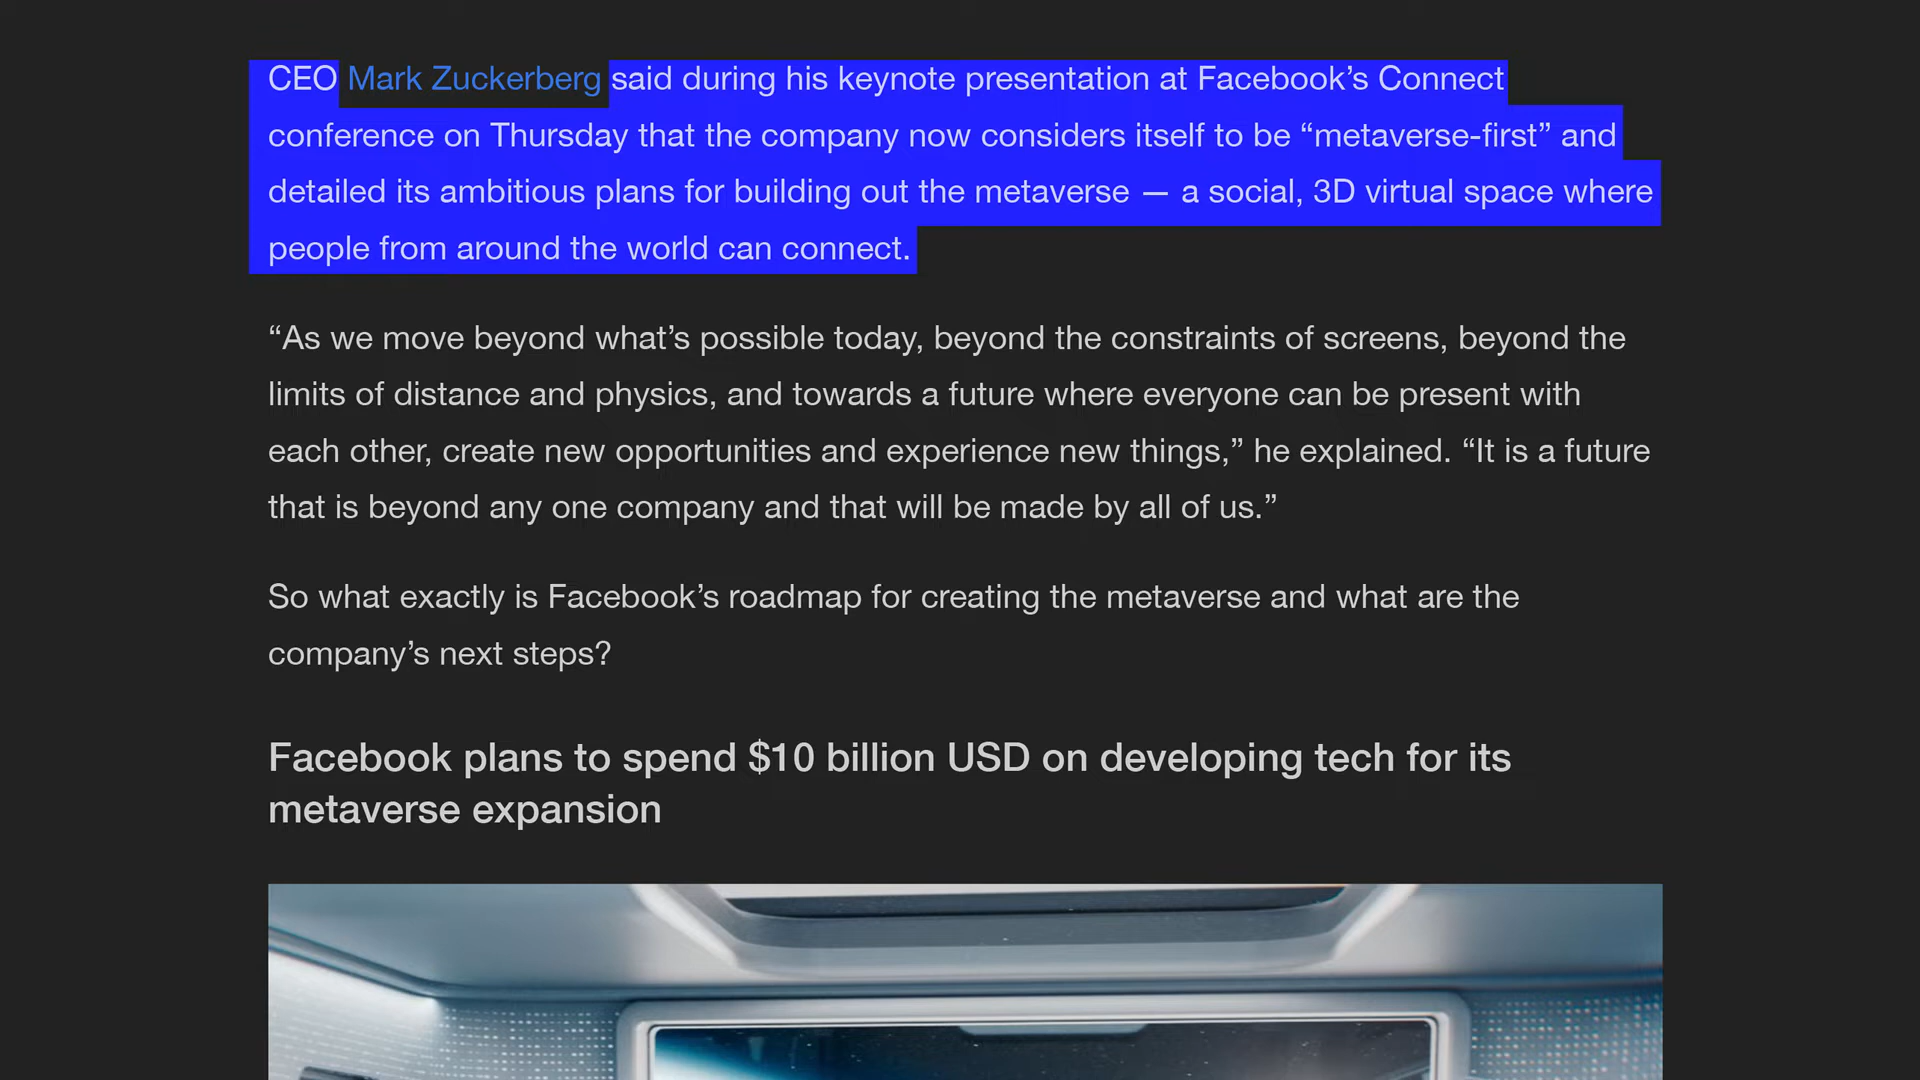 CEO Mark Zuckerberg said during his keynote presentation at Facebook’s Connect
conference on Thursday that the company now considers itself to be “metaverse-first” and
detailed its ambitious plans for building out the metaverse — a social, 3D virtual space where
people from around the world can connect.
“As we move beyond what’s possible today, beyond the constraints of screens, beyond the
limits of distance and physics, and towards a future where everyone can be present with
each other, create new opportunities and experience new things,” he explained. “It is a future
that is beyond any one company and that will be made by all of us.”
So what exactly is Facebook’s roadmap for creating the metaverse and what are the
company’s next steps?
Facebook plans to spend $10 billion USD on developing tech for its
metaverse expansion